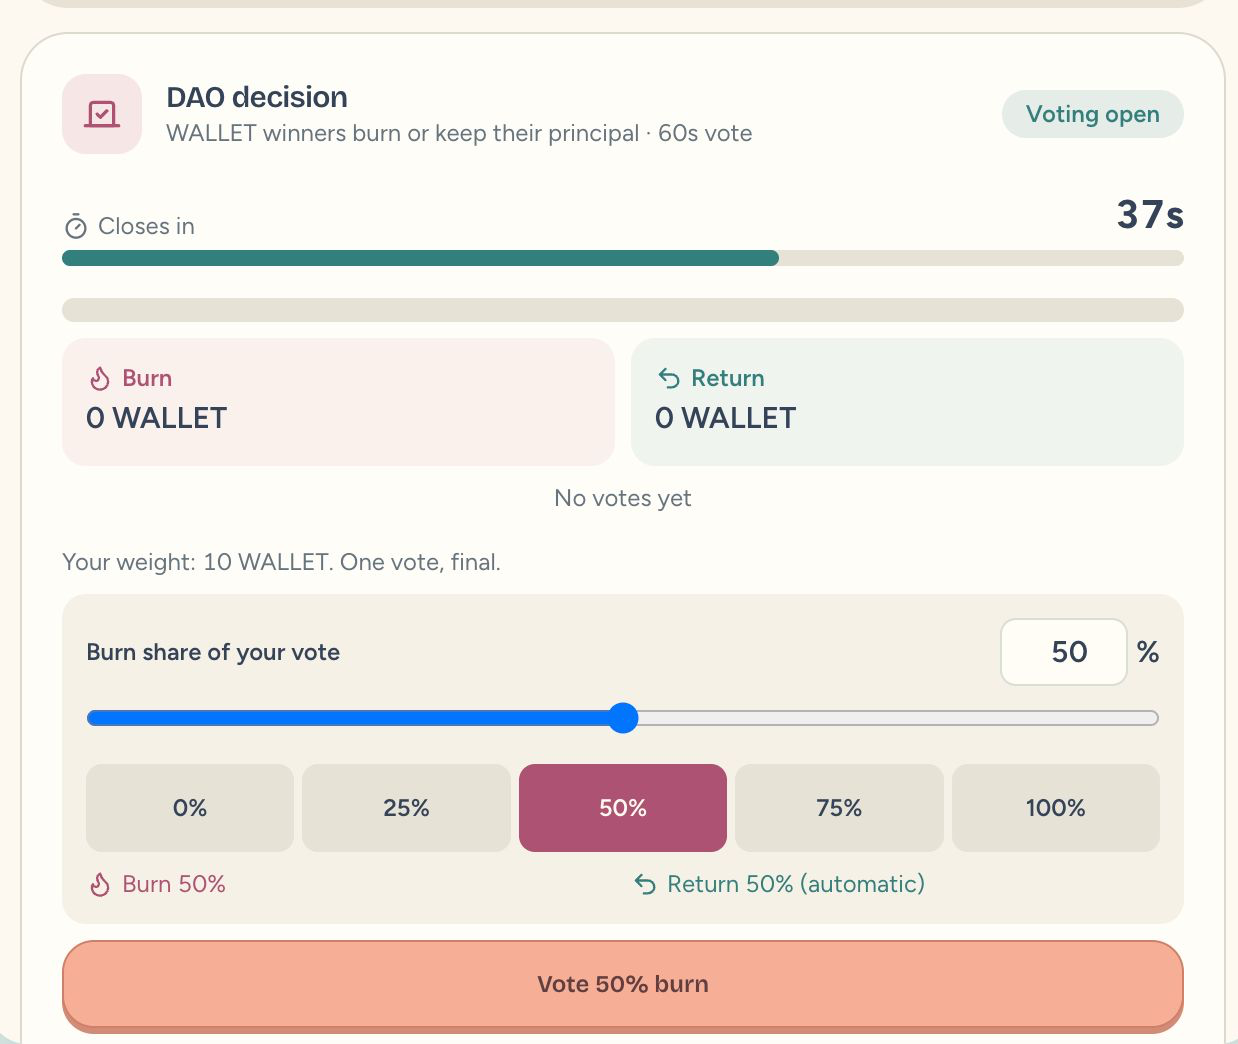 DAO decision
WALLET winners burn or keep their principal · 60s vote
Voting open
Closes in
37s
Burn
0 WALLET
Return
0 WALLET
No votes yet
Your weight: 10 WALLET. One vote, final.
Burn share of your vote
50 %
0%
25%
50%
75%
100%
Burn 50%
Return 50% (automatic)
Vote 50% burn